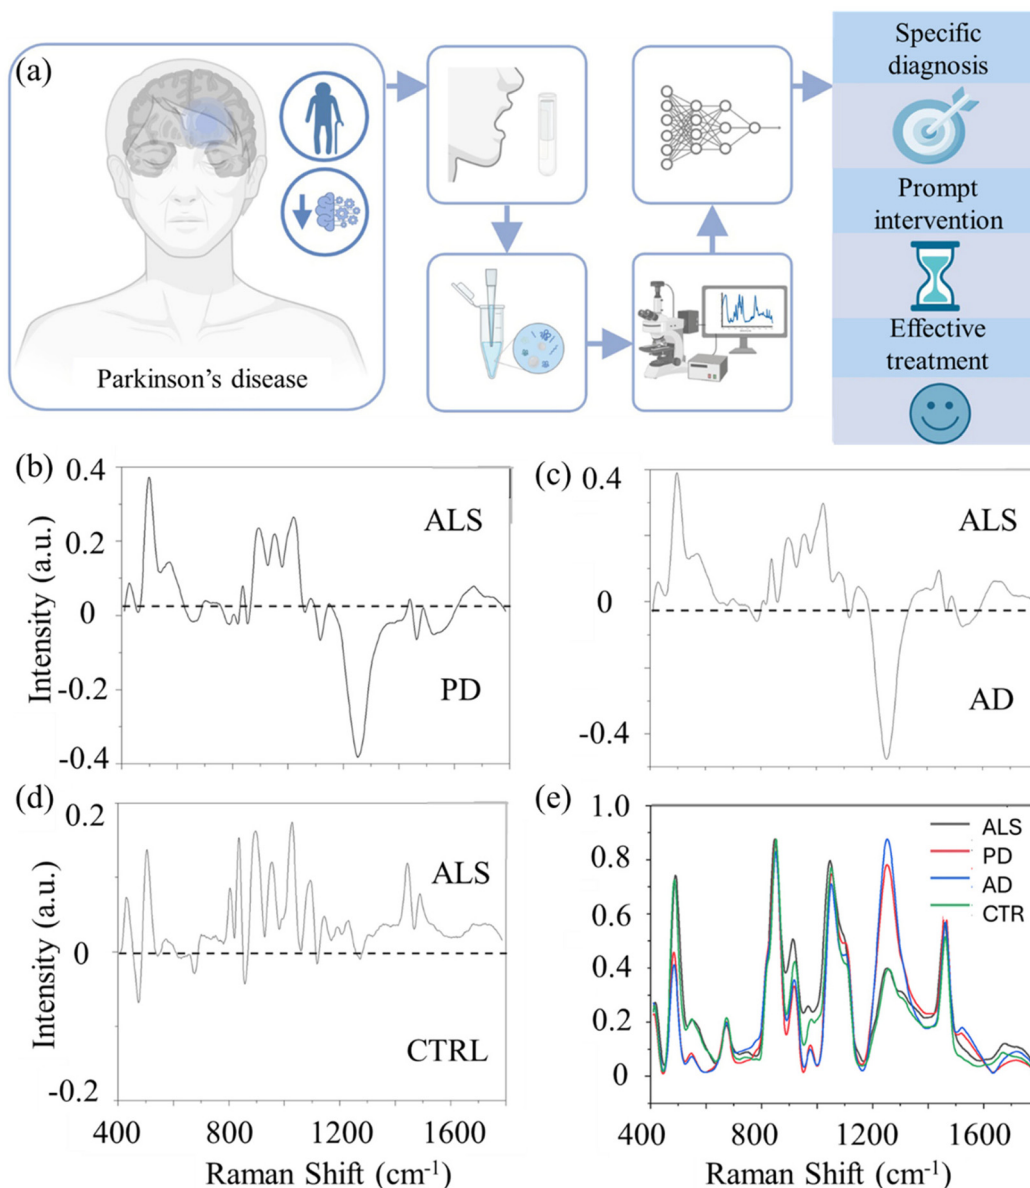 (a)
Parkinson's disease
Specific
diagnosis
Prompt
intervention
Effective
treatment
(b)
0.4
0.2
0
-0.2
-0.4
Intensity (a.u.)
ALS
PD
(c)
0.4
0
-0.4
ALS
AD
(d)
0.2
0
-0.2
Intensity (a.u.)
ALS
CTRL
400
800
1200
1600
Raman Shift (cm⁻¹)
(e)
1.0
0.8
0.6
0.4
0.2
0
ALS
PD
AD
CTR
400
800
1200
1600
Raman Shift (cm⁻¹)